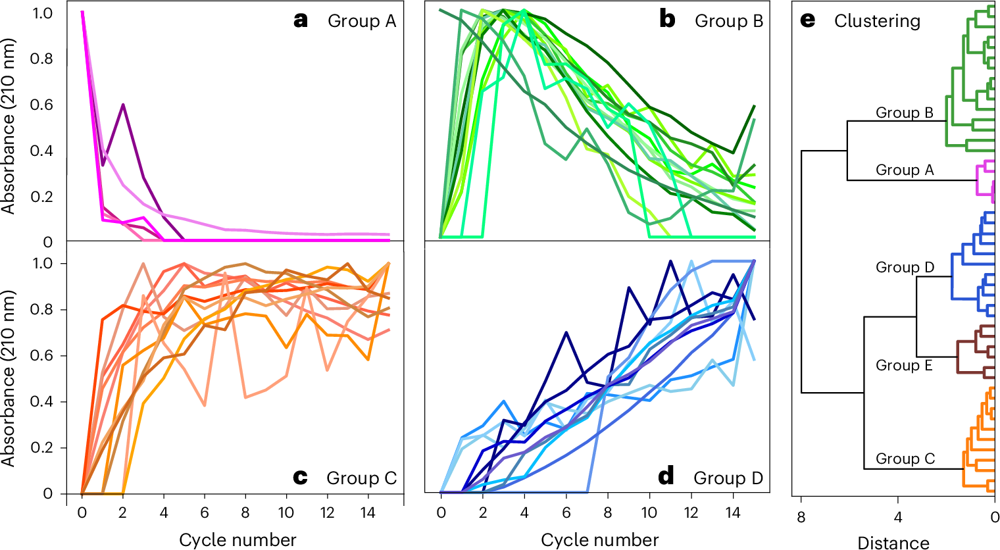 a Group A
Absorbance (210 nm)
1.0
0.8
0.6
0.4
0.2
0
b Group B
c Group C
Absorbance (210 nm)
1.0
0.8
0.6
0.4
0.2
0
0 2 4 6 8 10 12 14
Cycle number
d Group D
0 2 4 6 8 10 12 14
Cycle number
e Clustering
Group B
Group A
Group D
Group E
Group C
8 4 0
Distance